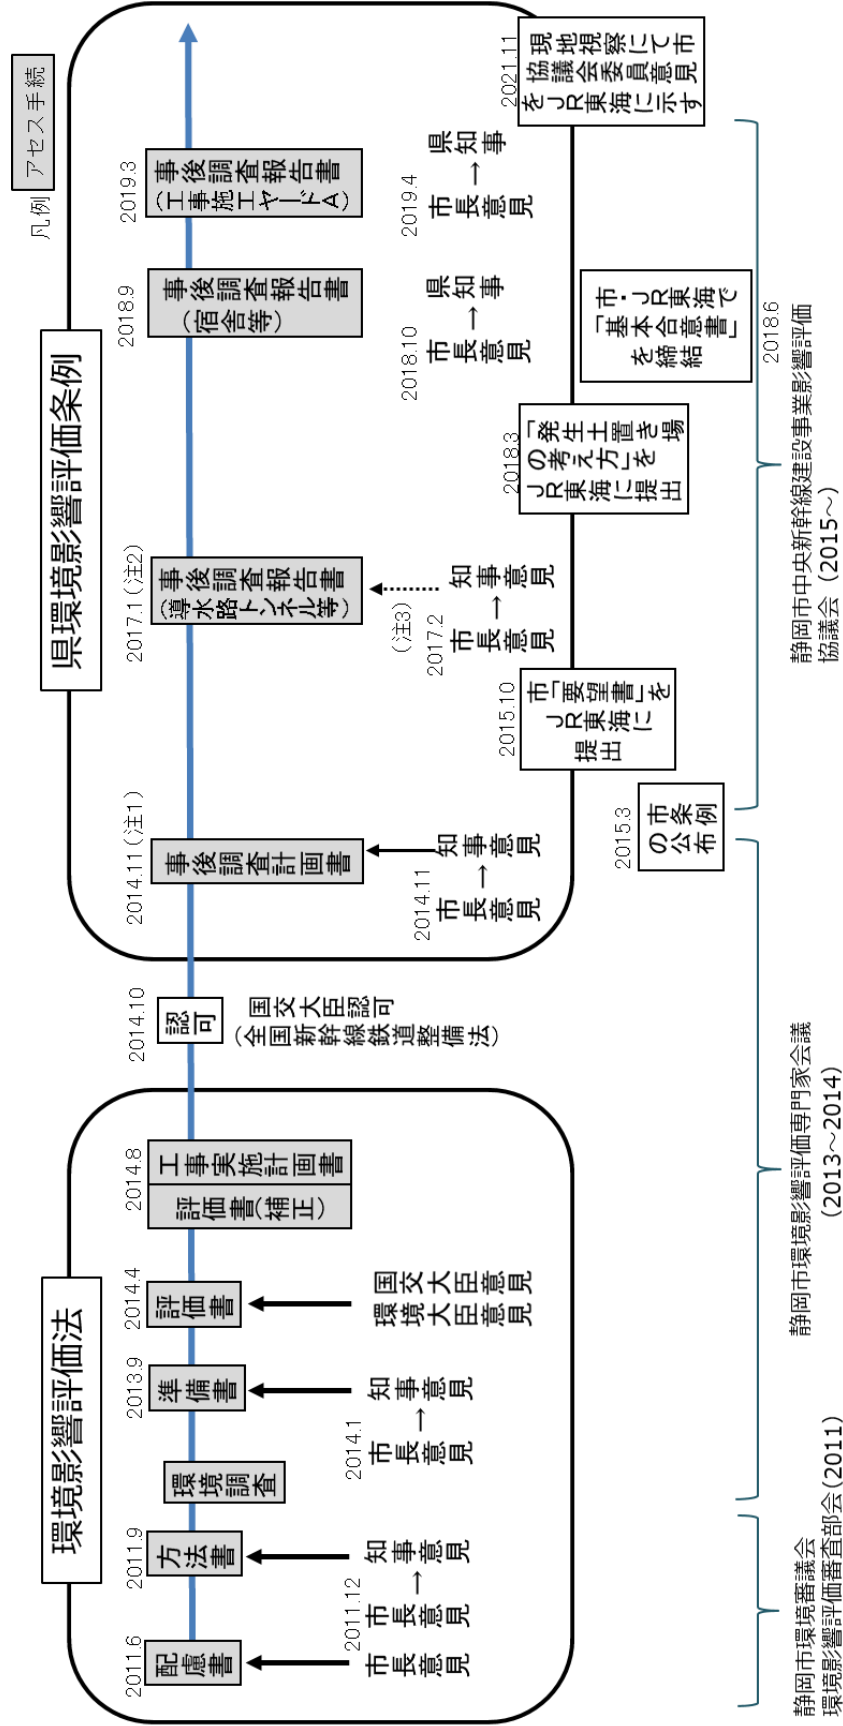 凡例
アセス手続
環境影響評価法
2011.6
配慮書
市長意見
2011.9
方法書
2011.12
市長意見
→
知事意見
環境調査
2013.9
準備書
2014.1
市長意見
→
知事意見
2014.4
評価書
国交大臣意見
環境大臣意見
2014.8
工事実施計画書
評価書(補正)
2014.10
認可
国交大臣認可
(全国新幹線鉄道整備法)
県環境影響評価条例
2014.11(注1)
事後調査計画書
2014.11
市長意見
→
知事意見
2015.3
市条例
の公布
2015.10
市「要望書」を
JR東海に
提出
2017.1(注2)
事後調査報告書
(導水路トンネル等)
(注3)
2017.2
市長意見
→
知事意見
2018.3
「発生土置き場
の考え方」を
JR東海に提出
市・JR東海で
「基本合意書」
を締結
2018.6
2018.9
事後調査報告書
(宿舎等)
2018.10
市長意見
→
県知事
2019.3
事後調査報告書
(工事施工ヤードA)
2019.4
市長意見
→
県知事
2021.11
現地視察にて市
協議会委員意見
をJR東海に示す
静岡市環境審議会
環境影響評価審査部会(2011)
静岡市環境影響評価専門家会議
(2013～2014)
静岡市中央新幹線建設事業影響評価
協議会 (2015～)